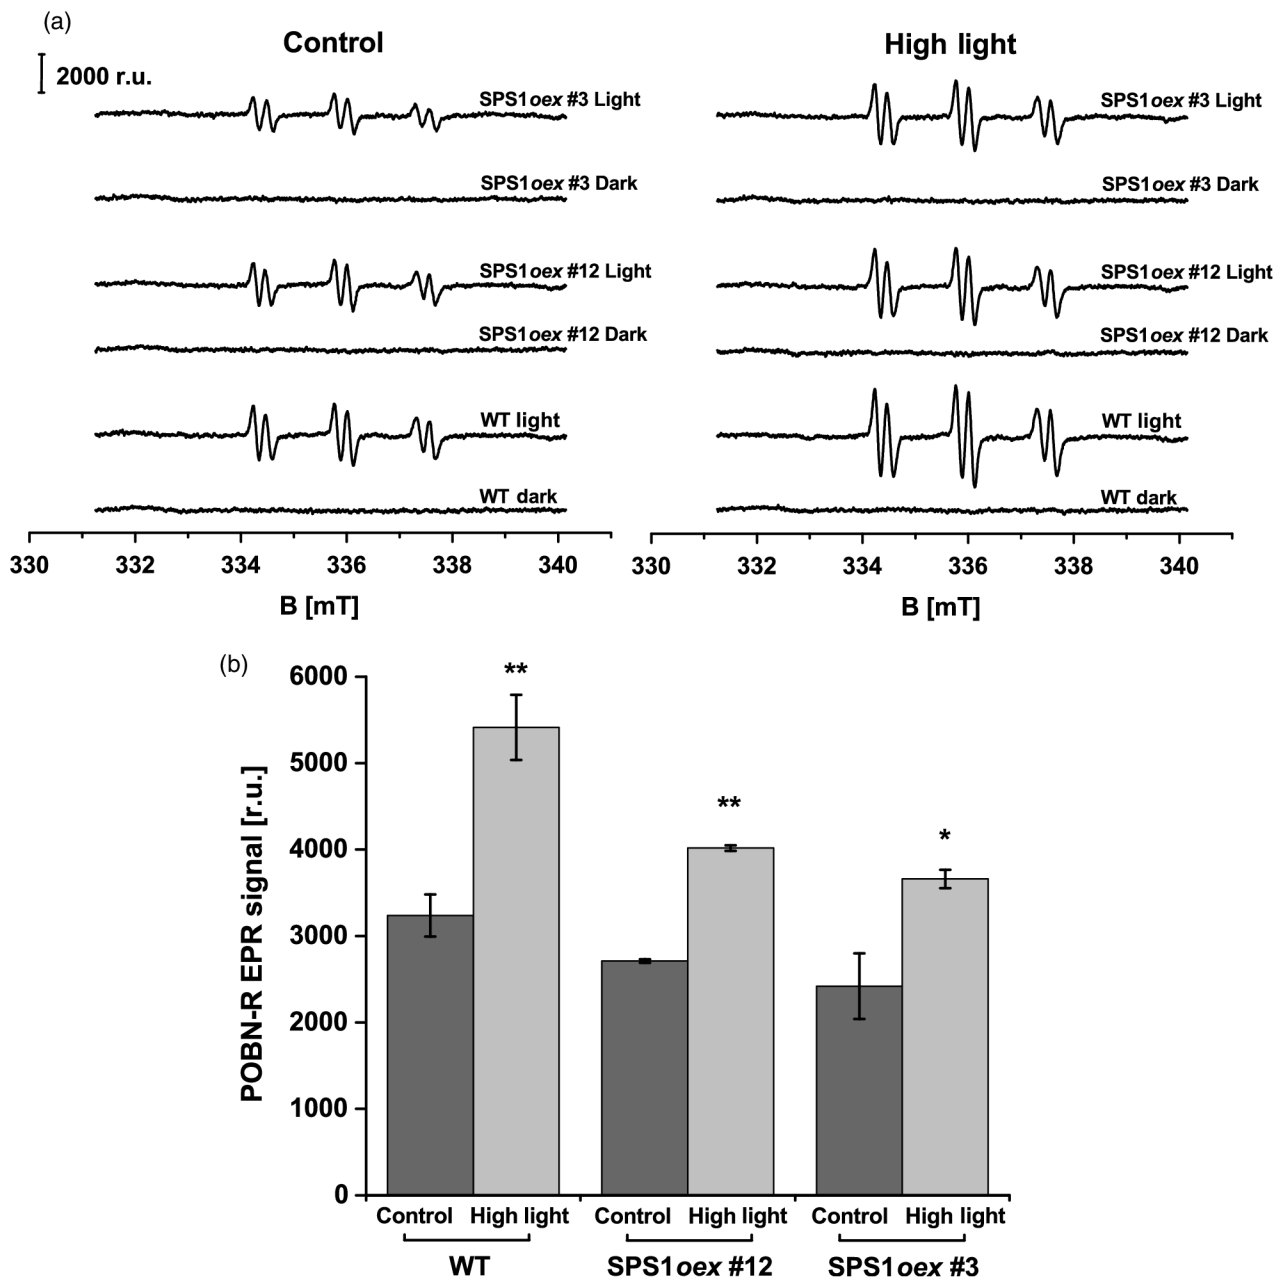 (a)
Control
High light
2000 r.u.
SPS1oex #3 Light
SPS1oex #3 Light
SPS1oex #3 Dark
SPS1oex #3 Dark
SPS1oex #12 Light
SPS1oex #12 Light
SPS1oex #12 Dark
SPS1oex #12 Dark
WT light
WT light
WT dark
WT dark
330 332 334 336 338 340
330 332 334 336 338 340
B [mT]
B [mT]
(b)
POBN-R EPR signal [r.u.]
6000
5000
4000
3000
2000
1000
0
**
**
*
Control High light Control High light Control High light
WT SPS1oex #12 SPS1oex #3